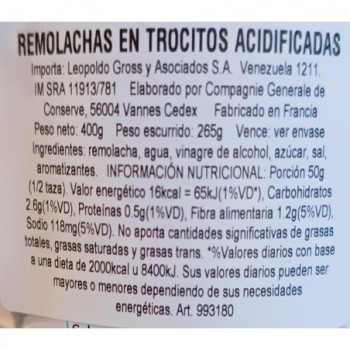 REMOLACHAS EN TROCITOS ACIDIFICADAS
Importa: Leopoldo Gross y Asociados S.A. Venezuela 1211.
IM SRA 11913/781 Elaborado por Compagnie Generale de
Conserve, 56004 Vannes Cedex Fabricado en Francia
Peso neto: 400g Peso escurrido: 265g Vence: ver envase
Ingredientes: remolacha, agua, vinagre de alcohol, azúcar, sal,
aromatizantes. INFORMACIÓN NUTRICIONAL: Porción 50g
(1/2 taza). Valor energético 16kcal = 65kJ(1%VD*), Carbohidratos
2.6g(1%VD), Proteínas 0.5g(1%VD), Fibra alimentaria 1.2g(5%VD),
Sodio 118mg(5%VD). No aporta cantidades significativas de grasas
totales, grasas saturadas y grasas trans. *%Valores diarios con base
a una dieta de 2000kcal u 8400kJ. Sus valores diarios pueden ser
mayores o menores dependiendo de sus necesidades
energéticas. Art. 993180